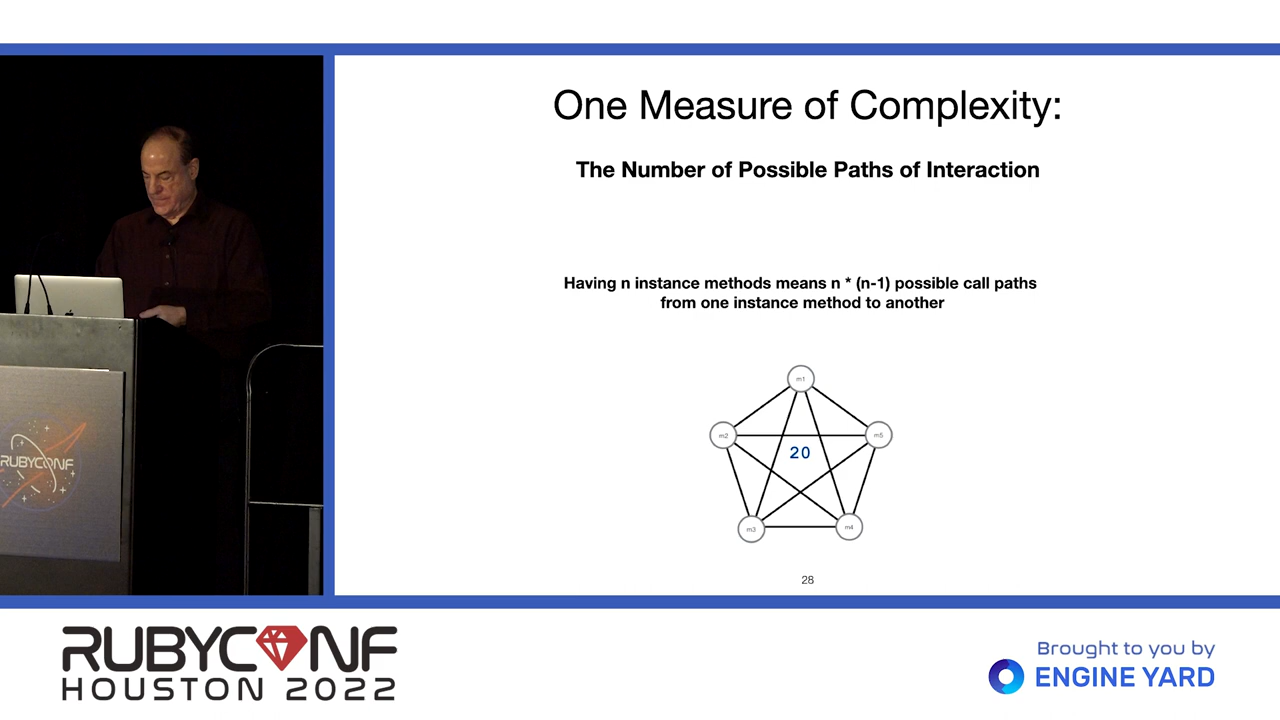 One Measure of Complexity:
The Number of Possible Paths of Interaction
Having n instance methods means n * (n-1) possible call paths
from one instance method to another
m1
m2
m5
20
m3
m4
28
RUBYCONF
RUBYCONF
HOUSTON 2022
Brought to you by
ENGINE YARD